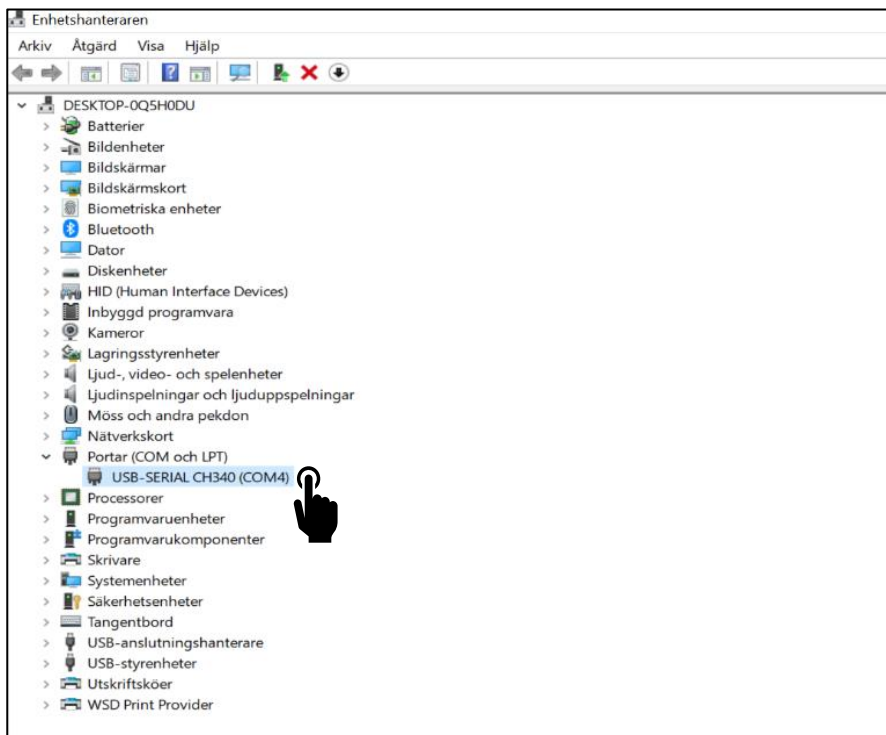 Enhetshanteraren
Arkiv Åtgärd Visa Hjälp
DESKTOP-0Q5H0DU
Batterier
Bildenheter
Bildskärmar
Bildskärmskort
Biometriska enheter
Bluetooth
Dator
Diskenheter
HID (Human Interface Devices)
Inbyggd programvara
Kameror
Lagringsstyrenheter
Ljud-, video- och spelenheter
Ljudinspelningar och ljuduppspelningar
Möss och andra pekdon
Nätverkskort
Portar (COM och LPT)
USB-SERIAL CH340 (COM4)
Processorer
Programvaruenheter
Programvarukomponenter
Skrivare
Systemenheter
Säkerhetsenheter
Tangentbord
USB-anslutningshanterare
USB-styrenheter
Utskriftsköer
WSD Print Provider